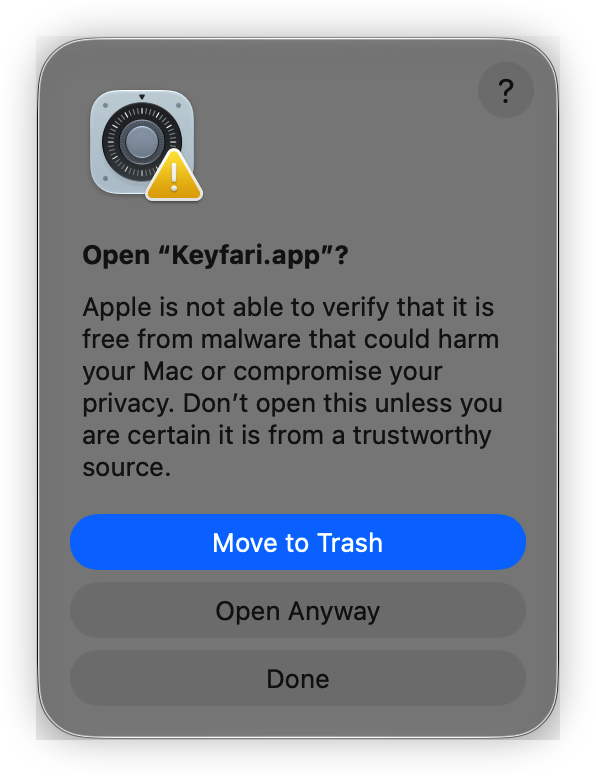 ?
Open “Keyfari.app”?
Apple is not able to verify that it is
free from malware that could harm
your Mac or compromise your
privacy. Don’t open this unless you
are certain it is from a trustworthy
source.
Move to Trash
Open Anyway
Done